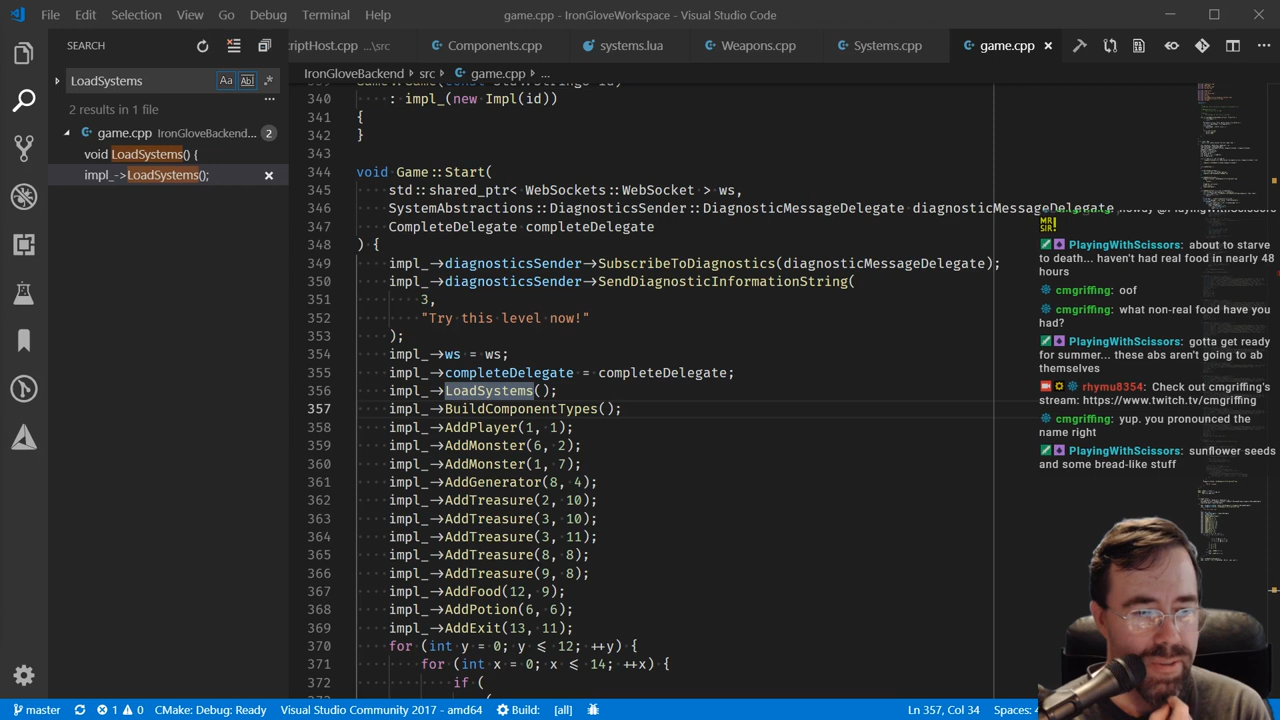 File Edit Selection View Go Debug Terminal Help
game.cpp • IronGloveWorkspace - Visual Studio Code
SEARCH
LoadSystems
Aa Abl .*
2 results in 1 file
game.cpp IronGloveBackend... 2
void LoadSystems() {
impl_->LoadSystems();
iptHost.cpp ...\src
Components.cpp
systems.lua
Weapons.cpp
Systems.cpp
game.cpp
IronGloveBackend › src › game.cpp › ...
340 : impl_(new Impl(id))
341 {
342 }
343
344 void Game::Start(
345 std::shared_ptr< WebSockets::WebSocket > ws,
346 SystemAbstractions::DiagnosticsSender::DiagnosticMessageDelegate diagnosticMessageDelegate,
347 CompleteDelegate completeDelegate
348 ) {
349 impl_->diagnosticsSender->SubscribeToDiagnostics(diagnosticMessageDelegate);
350 impl_->diagnosticsSender->SendDiagnosticInformationString(
351 3,
352 "Try this level now!"
353 );
354 impl_->ws = ws;
355 impl_->completeDelegate = completeDelegate;
356 impl_->LoadSystems();
357 impl_->BuildComponentTypes();
358 impl_->AddPlayer(1, 1);
359 impl_->AddMonster(6, 2);
360 impl_->AddMonster(1, 7);
361 impl_->AddGenerator(8, 4);
362 impl_->AddTreasure(2, 10);
363 impl_->AddTreasure(3, 10);
364 impl_->AddTreasure(3, 11);
365 impl_->AddTreasure(8, 8);
366 impl_->AddTreasure(9, 8);
367 impl_->AddFood(12, 9);
368 impl_->AddPotion(6, 6);
369 impl_->AddExit(13, 11);
370 for (int y = 0; y <= 12; ++y) {
371 for (int x = 0; x <= 14; ++x) {
372 if (
MR SIR!
PlayingWithScissors: about to starve
to death... haven't had real food in nearly 48
hours
cmgriffing: oof
cmgriffing: what non-real food have you
had?
PlayingWithScissors: gotta get ready
for summer... these abs aren't going to ab
themselves
rhymu8354: Check out cmgriffing's
stream: https://www.twitch.tv/cmgriffing
cmgriffing: yup. you pronounced the
name right
PlayingWithScissors: sunflower seeds
and some bread-like stuff
master 1 0 CMake: Debug: Ready Visual Studio Community 2017 - amd64 Build: [all] Ln 357, Col 34 Spaces: